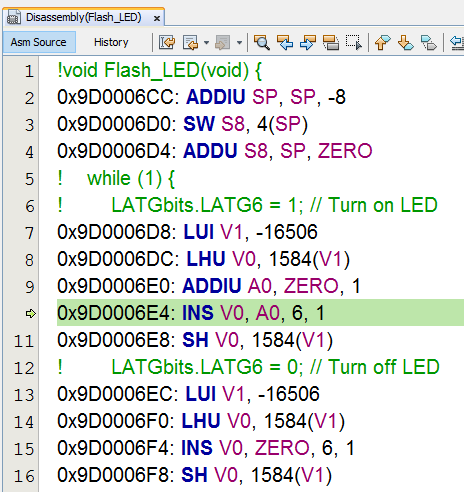 Disassembly(Flash_LED)
Asm Source History
1 !void Flash_LED(void) {
2 0x9D0006CC: ADDIU SP, SP, -8
3 0x9D0006D0: SW S8, 4(SP)
4 0x9D0006D4: ADDU S8, SP, ZERO
5 ! while (1) {
6 ! LATGbits.LATG6 = 1; // Turn on LED
7 0x9D0006D8: LUI V1, -16506
8 0x9D0006DC: LHU V0, 1584(V1)
9 0x9D0006E0: ADDIU A0, ZERO, 1
0x9D0006E4: INS V0, A0, 6, 1
11 0x9D0006E8: SH V0, 1584(V1)
12 ! LATGbits.LATG6 = 0; // Turn off LED
13 0x9D0006EC: LUI V1, -16506
14 0x9D0006F0: LHU V0, 1584(V1)
15 0x9D0006F4: INS V0, ZERO, 6, 1
16 0x9D0006F8: SH V0, 1584(V1)